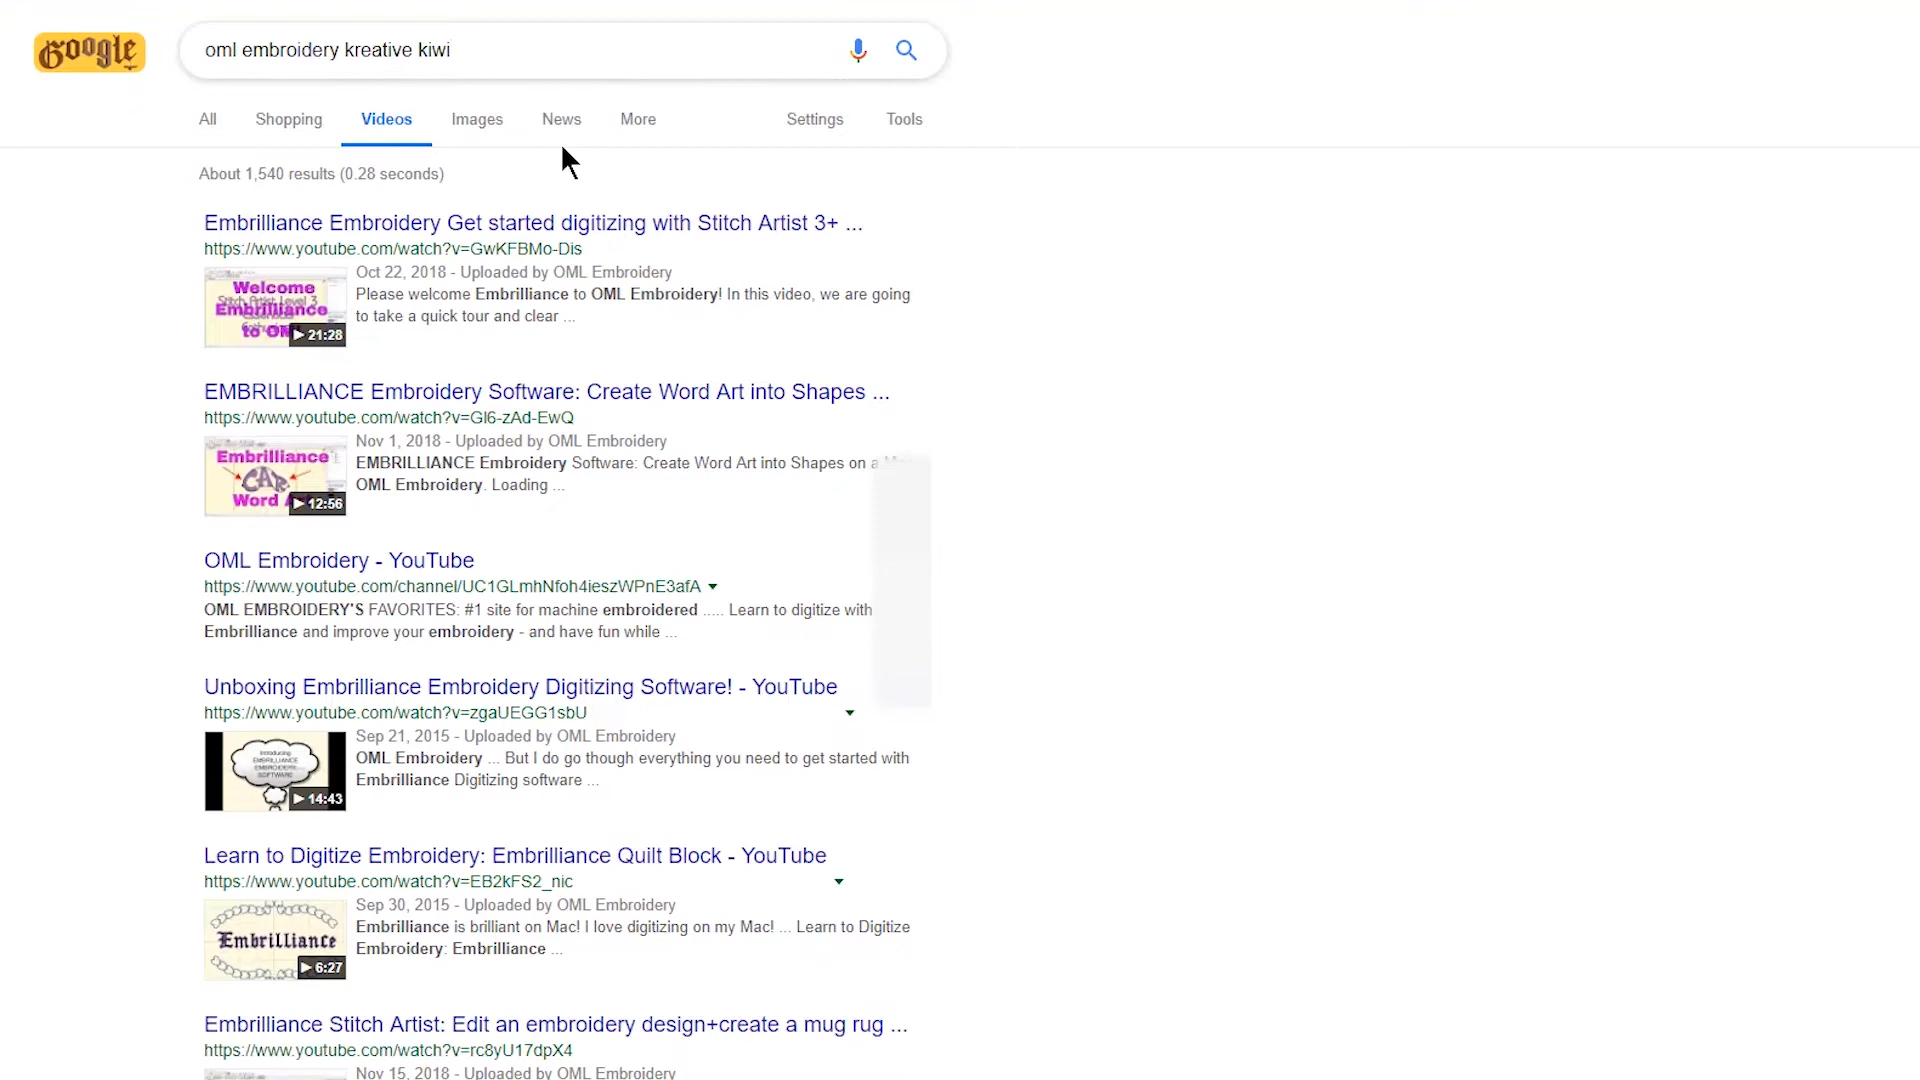 Google
oml embroidery kreative kiwi
All Shopping Videos Images News More Settings Tools
About 1,540 results (0.28 seconds)
Embrilliance Embroidery Get started digitizing with Stitch Artist 3+ ...
https://www.youtube.com/watch?v=GwKFBMo-Dis
Oct 22, 2018 - Uploaded by OML Embroidery
Please welcome Embrilliance to OML Embroidery! In this video, we are going
to take a quick tour and clear ...
Welcome
Stitch Artist Level 3
Embrilliance
to
21:28
EMBRILLIANCE Embroidery Software: Create Word Art into Shapes ...
https://www.youtube.com/watch?v=Gl6-zAd-EwQ
Nov 1, 2018 - Uploaded by OML Embroidery
EMBRILLIANCE Embroidery Software: Create Word Art into Shapes on a
OML Embroidery. Loading ...
Embrilliance
CAR
Word
12:56
OML Embroidery - YouTube
https://www.youtube.com/channel/UC1GLmhNfoh4ieszWPnE3afA
OML EMBROIDERY'S FAVORITES: #1 site for machine embroidered ..... Learn to digitize with
Embrilliance and improve your embroidery - and have fun while ...
Unboxing Embrilliance Embroidery Digitizing Software! - YouTube
https://www.youtube.com/watch?v=zgaUEGG1sbU
Sep 21, 2015 - Uploaded by OML Embroidery
OML Embroidery ... But I do go though everything you need to get started with
Embrilliance Digitizing software ...
Introducing
EMBRILLIANCE
EMBROIDERY
SOFTWARE
14:43
Learn to Digitize Embroidery: Embrilliance Quilt Block - YouTube
https://www.youtube.com/watch?v=EB2kFS2_nic
Sep 30, 2015 - Uploaded by OML Embroidery
Embrilliance is brilliant on Mac! I love digitizing on my Mac! ... Learn to Digitize
Embroidery: Embrilliance ...
Embrilliance
6:27
Embrilliance Stitch Artist: Edit an embroidery design+create a mug rug ...
https://www.youtube.com/watch?v=rc8yU17dpX4
Nov 15, 2018 - Uploaded by OML Embroidery